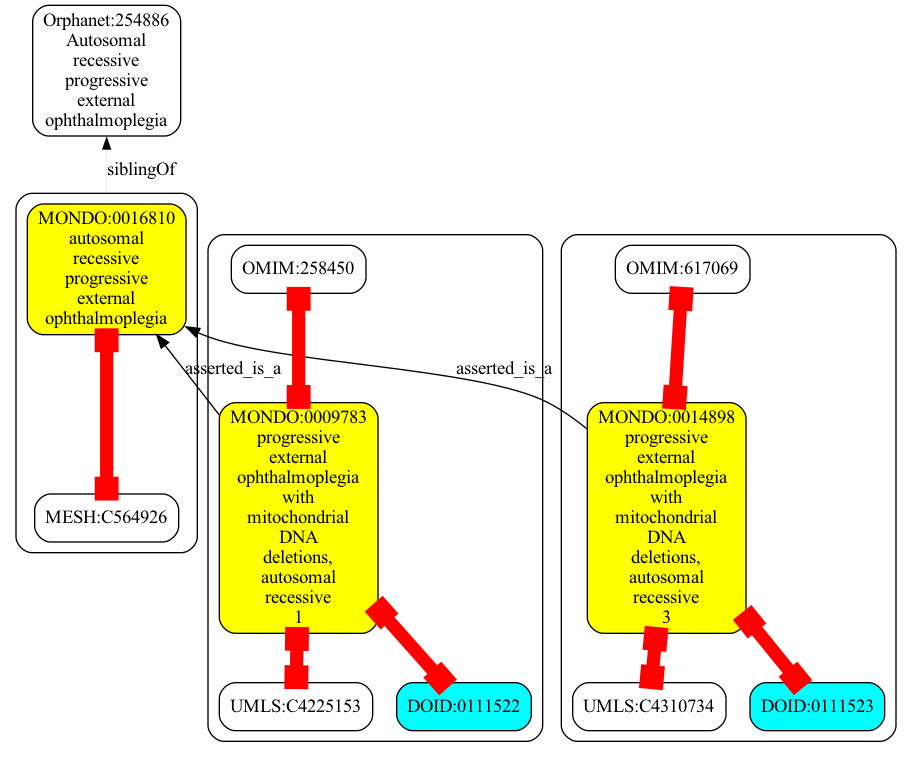 Orphanet:254886
Autosomal
recessive
progressive
external
ophthalmoplegia
siblingOf
MONDO:0016810
autosomal
recessive
progressive
external
ophthalmoplegia
MESH:C564926
asserted_is_a
OMIM:258450
MONDO:0009783
progressive
external
ophthalmoplegia
with
mitochondrial
DNA
deletions,
autosomal
recessive
1
UMLS:C4225153
DOID:0111522
asserted_is_a
OMIM:617069
MONDO:0014898
progressive
external
ophthalmoplegia
with
mitochondrial
DNA
deletions,
autosomal
recessive
3
UMLS:C4310734
DOID:0111523